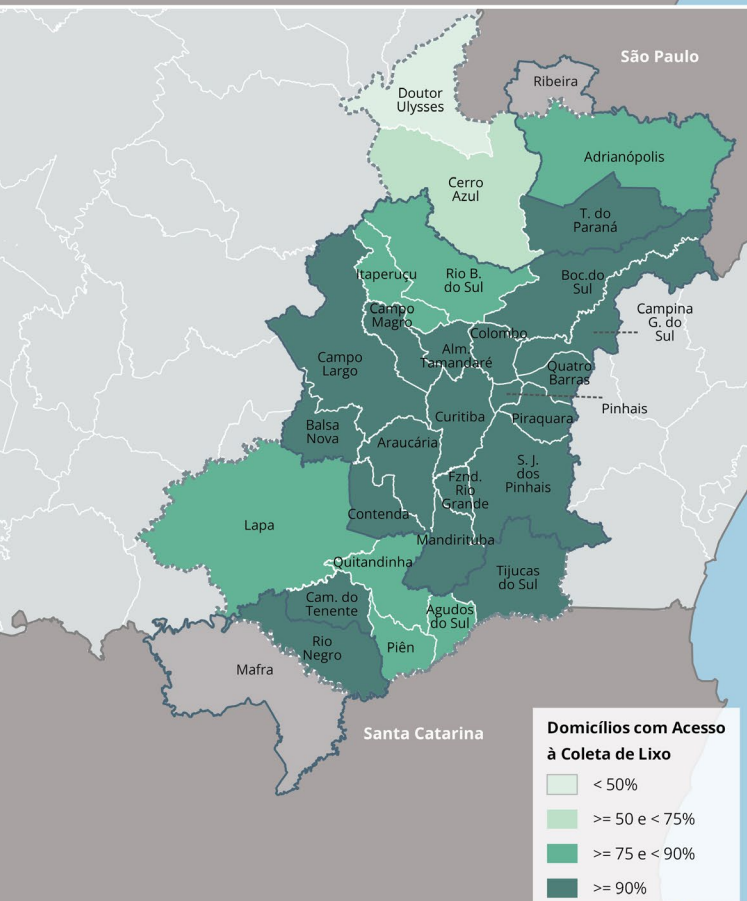 São Paulo
Ribeira
Doutor
Ulysses
Adrianópolis
Cerro
Azul
T. do
Paraná
Itaperuçu
Rio B.
do Sul
Boc.do
Sul
Campo
Magro
Campina
G. do
Sul
Colombo
Alm.
Tamandaré
Campo
Largo
Quatro
Barras
Pinhais
Curitiba
Piraquara
Balsa
Nova
Araucária
S. J.
dos
Pinhais
Fznd.
Rio
Grande
Contenda
Lapa
Mandirituba
Quitandinha
Tijucas
do Sul
Cam. do
Tenente
Agudos
do Sul
Rio
Negro
Piên
Mafra
Santa Catarina
Domicílios com Acesso
à Coleta de Lixo
< 50%
>= 50 e < 75%
>= 75 e < 90%
>= 90%